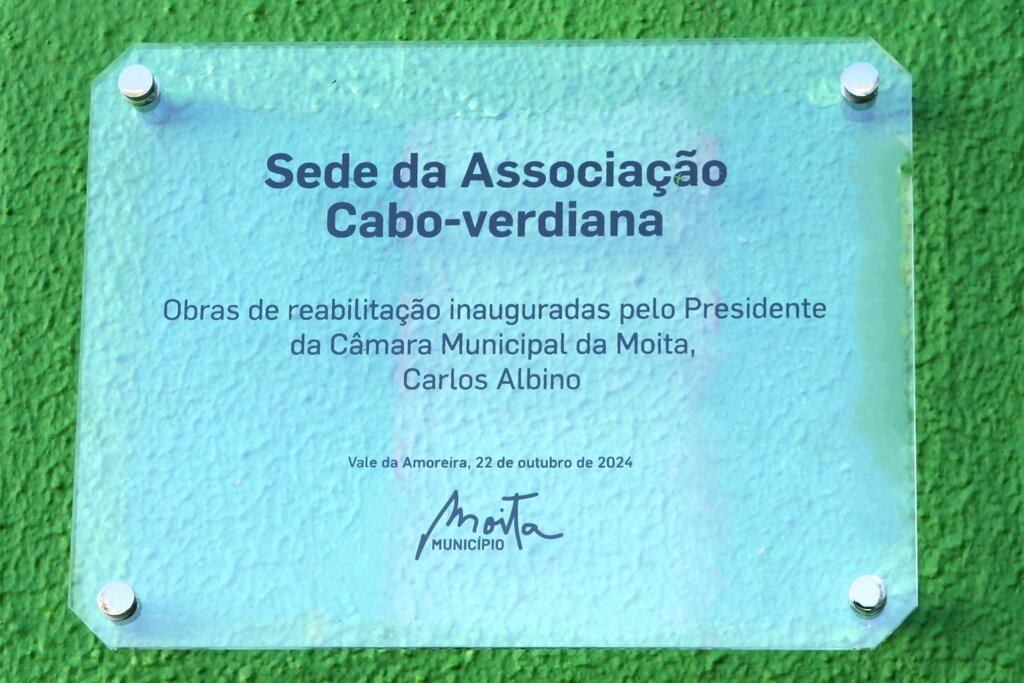 Sede da Associação
Cabo-verdiana
Obras de reabilitação inauguradas pelo Presidente
da Câmara Municipal da Moita,
Carlos Albino
Vale da Amoreira, 22 de outubro de 2024
Moita
MUNICÍPIO